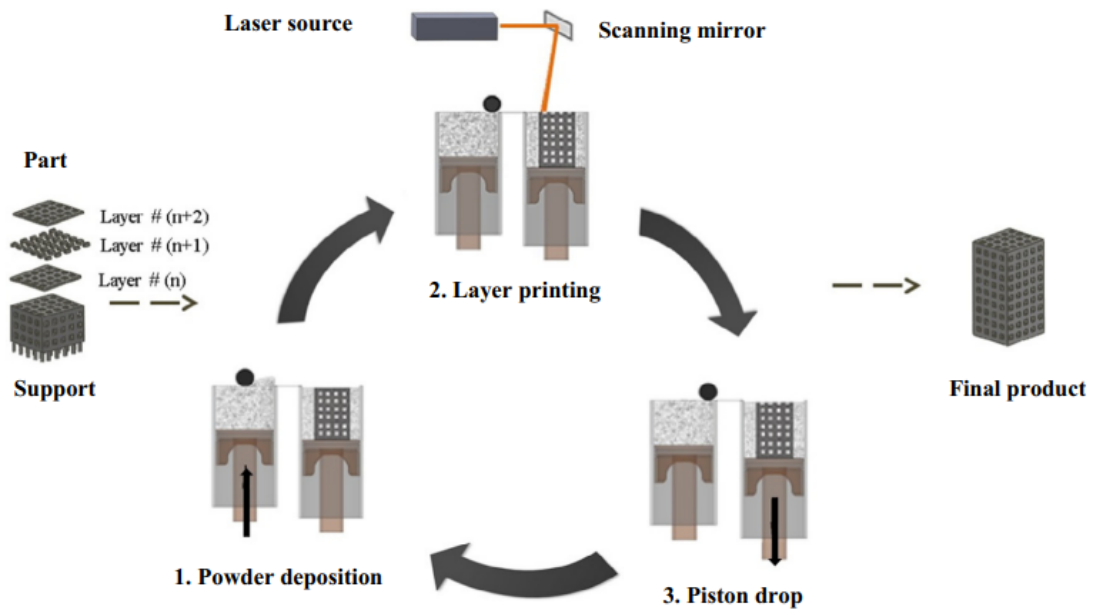 Laser source
Scanning mirror
Part
Layer # (n+2)
Layer # (n+1)
Layer # (n)
Support
2. Layer printing
Final product
1. Powder deposition
3. Piston drop